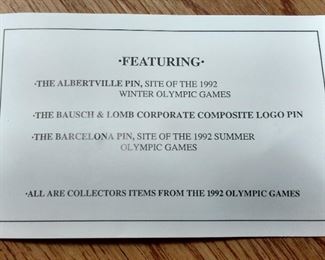 ·FEATURING·
·THE ALBERTVILLE PIN, SITE OF THE 1992
WINTER OLYMPIC GAMES
·THE BAUSCH & LOMB CORPORATE COMPOSITE LOGO PIN
·THE BARCELONA PIN, SITE OF THE 1992 SUMMER
OLYMPIC GAMES
·ALL ARE COLLECTORS ITEMS FROM THE 1992 OLYMPIC GAMES